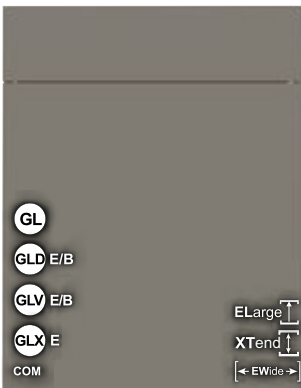 GL
GLD E/B
GLV E/B
GLX E
COM
ELarge
XTend
EWide